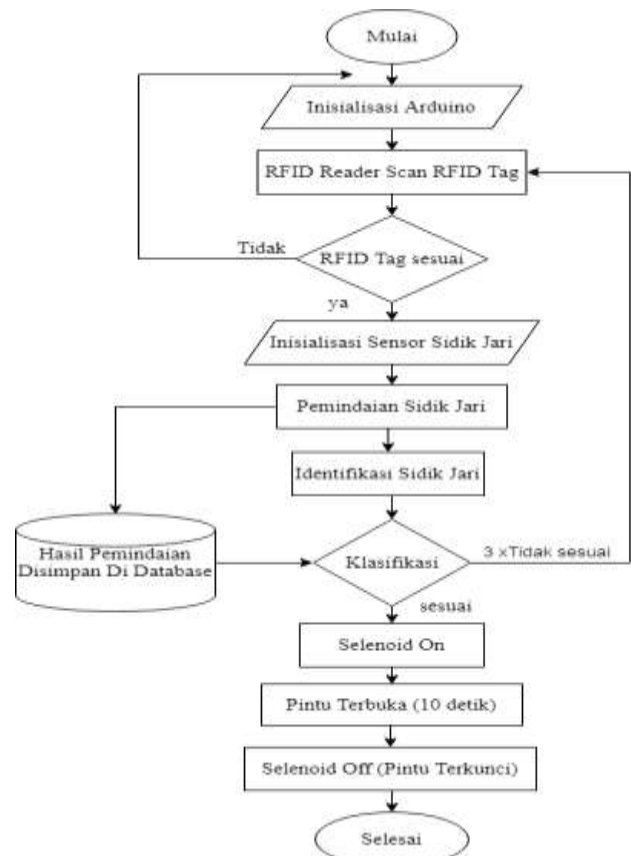 Mulai
Inisialisasi Arduino
RFID Reader Scan RFID Tag
Tidak
RFID Tag sesuai
ya
Inisialisasi Sensor Sidik Jari
Pemindaian Sidik Jari
Identifikasi Sidik Jari
Hasil Pemindaian
Disimpan Di Database
Klasifikasi
3 xTidak sesuai
sesuai
Selenoid On
Pintu Terbuka (10 detik)
Selenoid Off (Pintu Terkunci)
Selesai